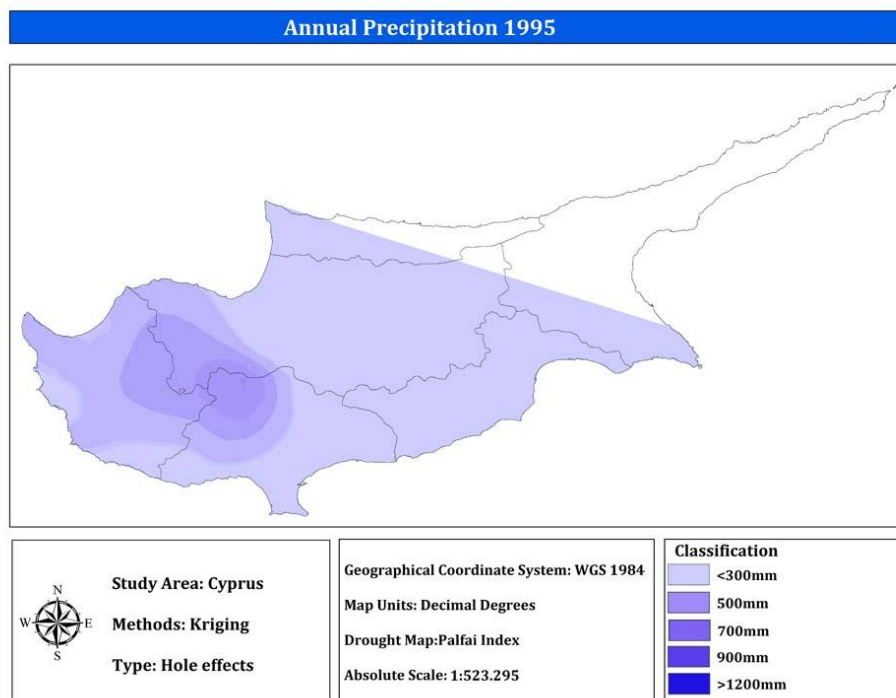 Annual Precipitation 1995
N
W E
S
Study Area: Cyprus
Methods: Kriging
Type: Hole effects
Geographical Coordinate System: WGS 1984
Map Units: Decimal Degrees
Drought Map:Palfai Index
Absolute Scale: 1:523.295
Classification
<300mm
500mm
700mm
900mm
>1200mm